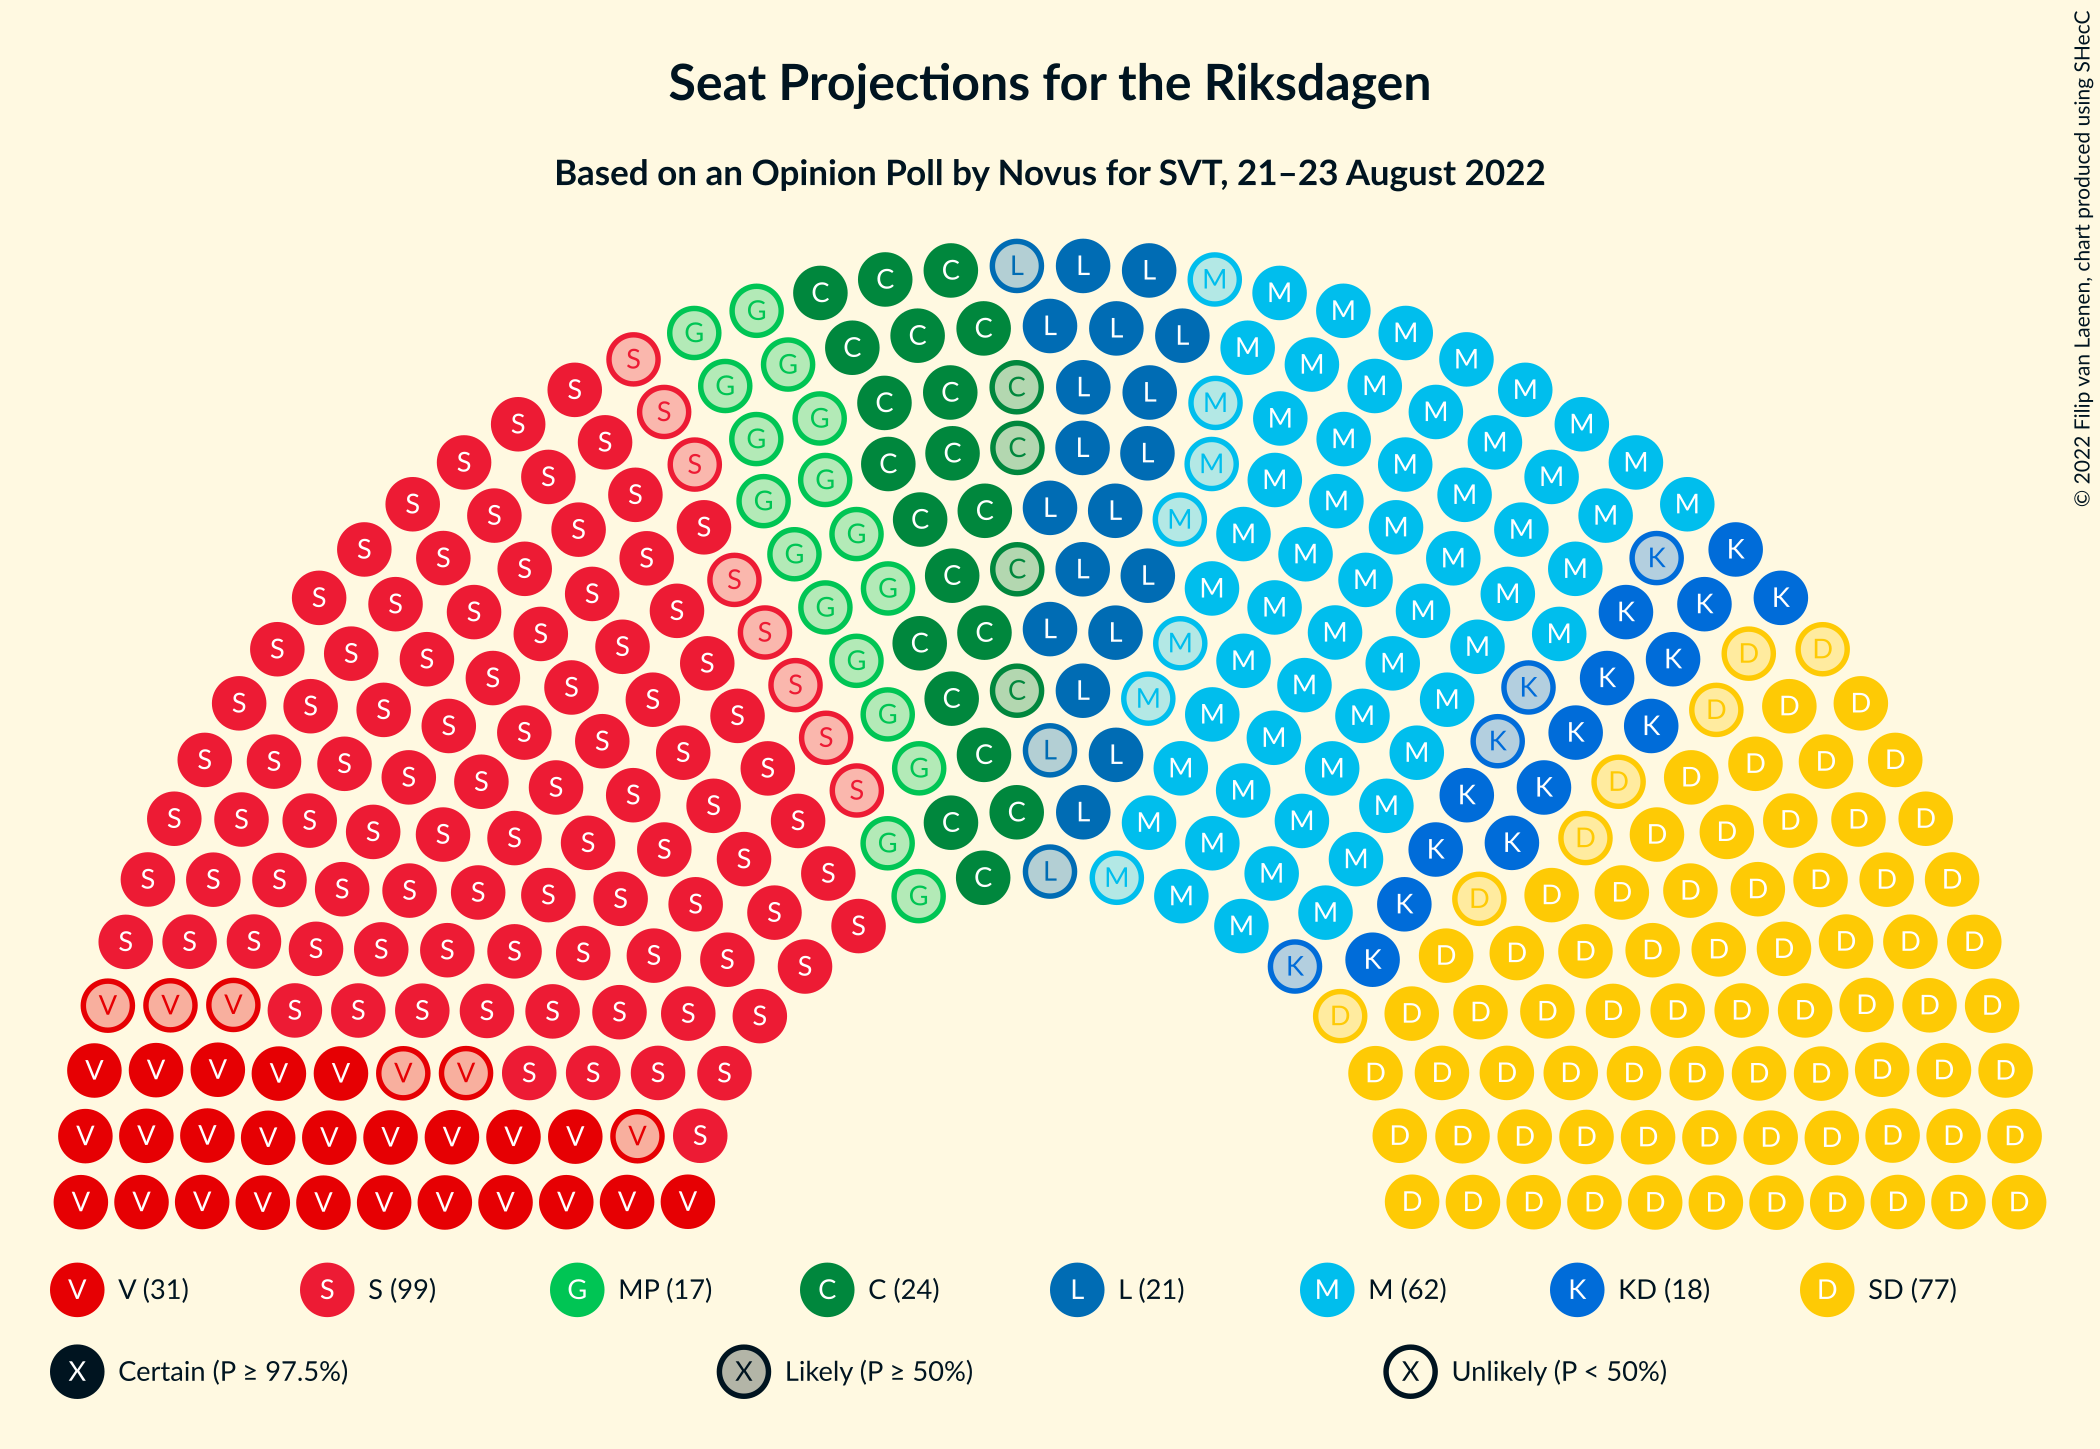 Seat Projections for the Riksdagen
Based on an Opinion Poll by Novus for SVT, 21–23 August 2022
© 2022 Filip van Laenen, chart produced using SHecC
V V (31) S S (99) G MP (17) C C (24) L L (21) M M (62) K KD (18) D SD (77)
X Certain (P ≥ 97.5%) X Likely (P ≥ 50%) X Unlikely (P < 50%)